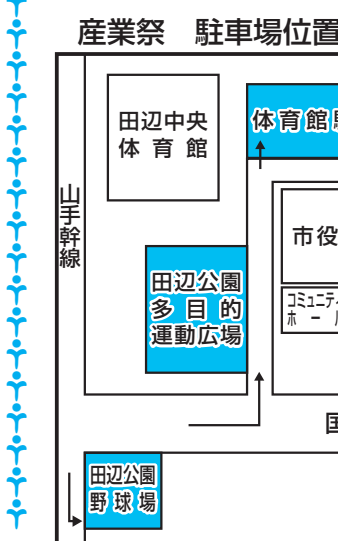 産業祭 駐車場位置
田辺中央
体育館
体育館
山手幹線
市役
田辺公園
多目的
運動広場
コミュニティ
ホール
田辺公園
野球場